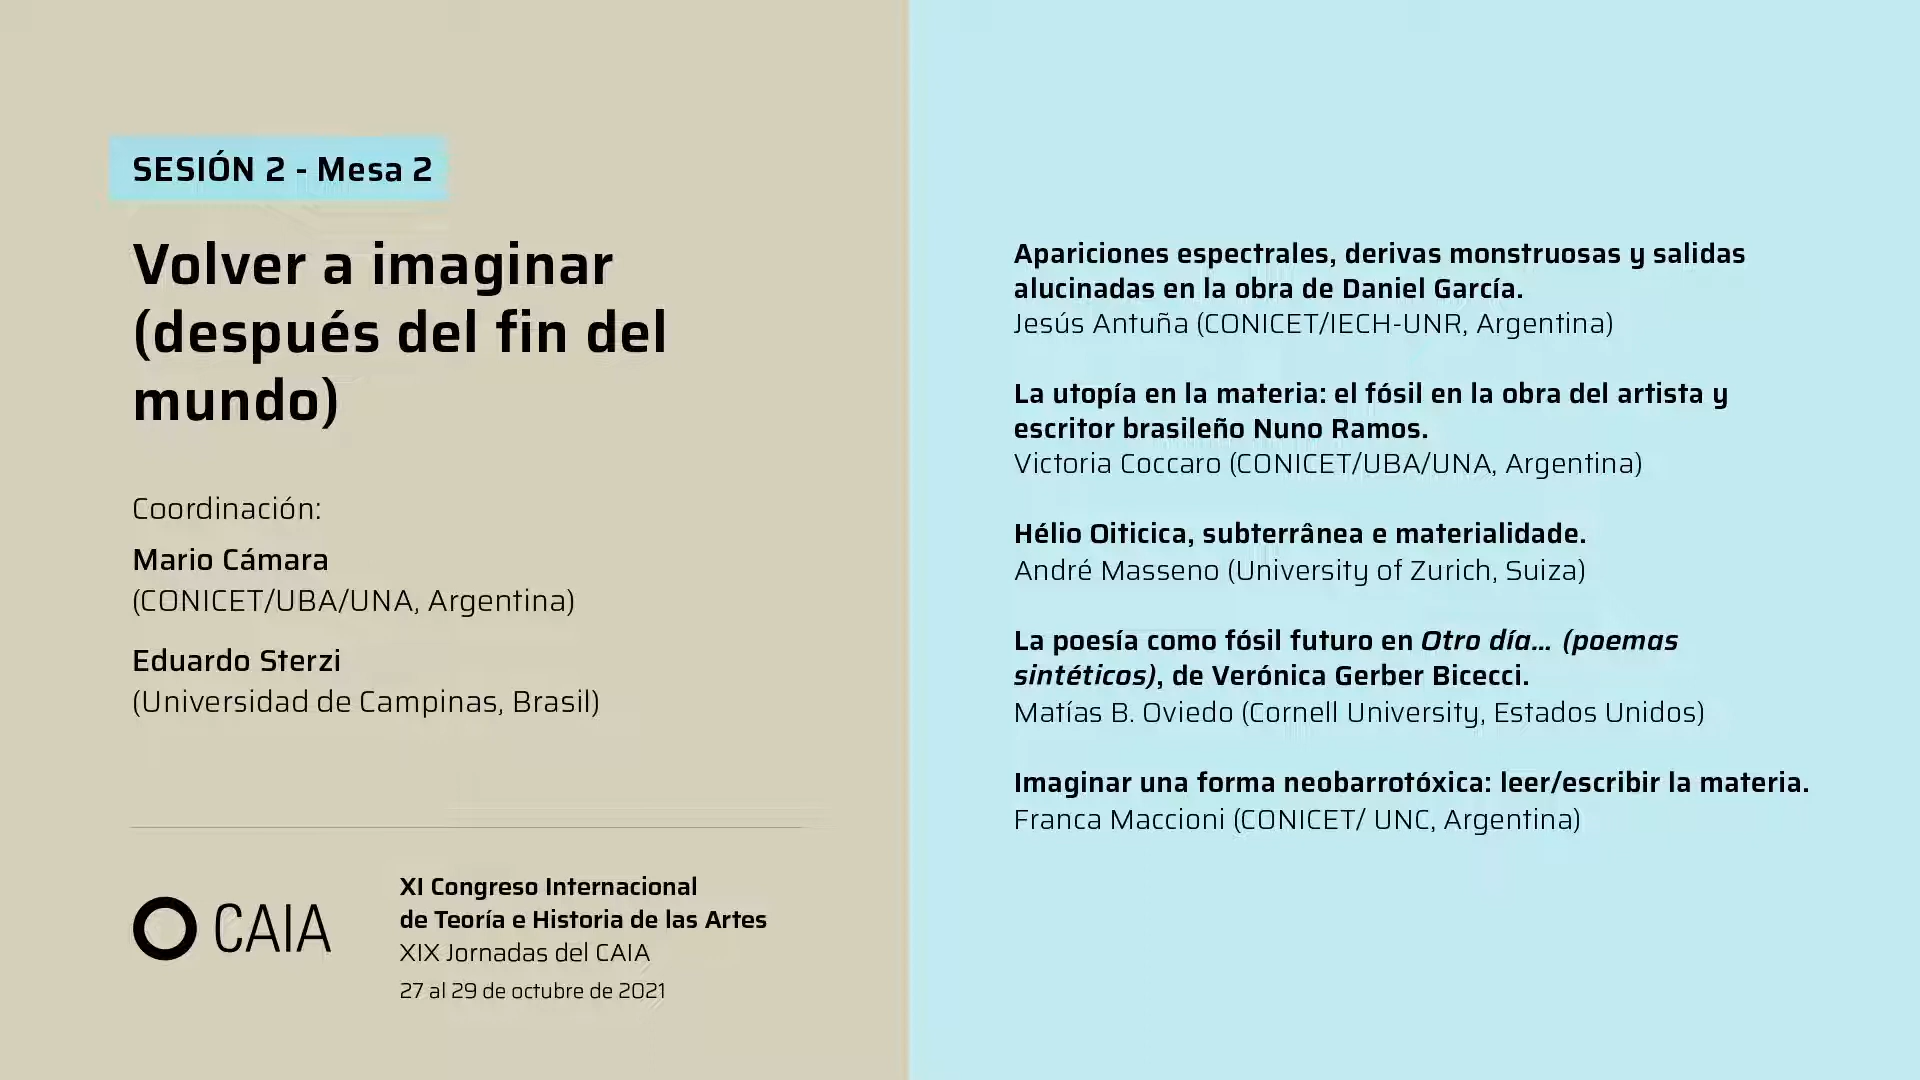 SESIÓN 2 - Mesa 2
Volver a imaginar
(después del fin del
mundo)
Coordinación:
Mario Cámara
(CONICET/UBA/UNA, Argentina)
Eduardo Sterzi
(Universidad de Campinas, Brasil)
CAIA
XI Congreso Internacional
de Teoría e Historia de las Artes
XIX Jornadas del CAIA
27 al 29 de octubre de 2021
Apariciones espectrales, derivas monstruosas y salidas
alucinadas en la obra de Daniel García.
Jesús Antuña (CONICET/IECH-UNR, Argentina)
La utopía en la materia: el fósil en la obra del artista y
escritor brasileño Nuno Ramos.
Victoria Coccaro (CONICET/UBA/UNA, Argentina)
Hélio Oiticica, subterrânea e materialidade.
André Masseno (University of Zurich, Suiza)
La poesía como fósil futuro en Otro día... (poemas
sintéticos), de Verónica Gerber Bicecci.
Matías B. Oviedo (Cornell University, Estados Unidos)
Imaginar una forma neobarrotóxica: leer/escribir la materia.
Franca Maccioni (CONICET/ UNC, Argentina)